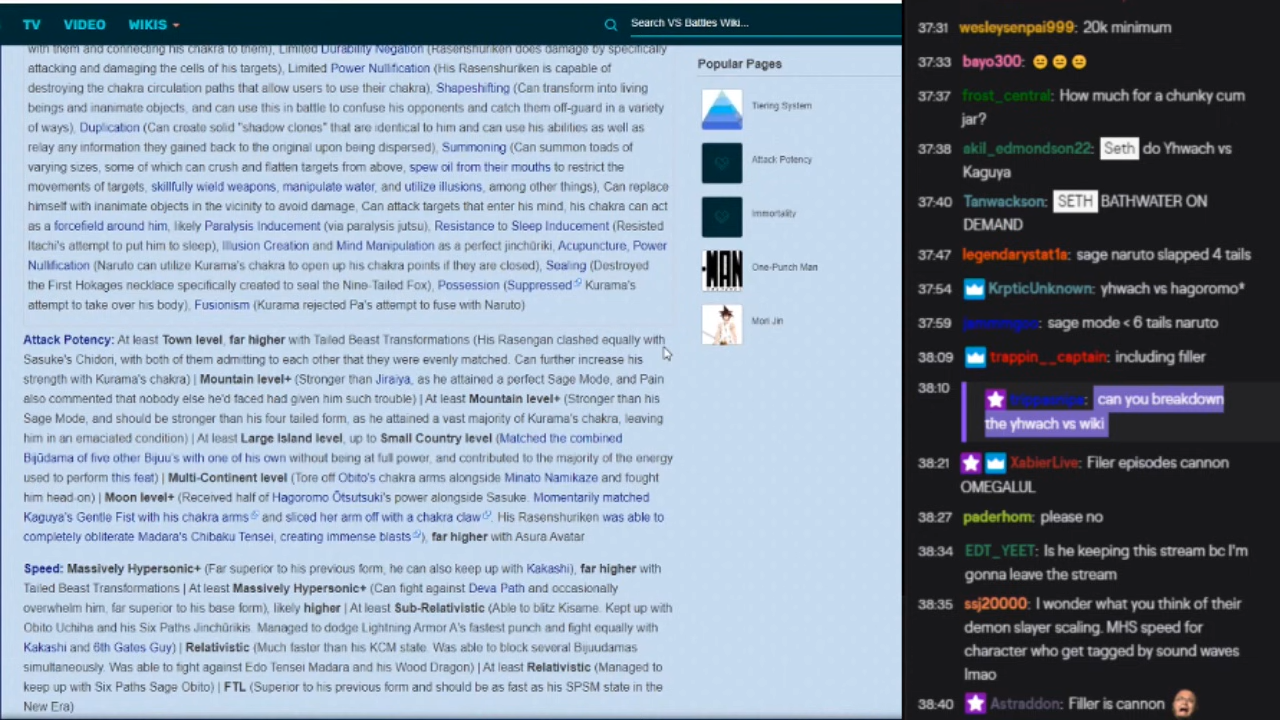 TV VIDEO WIKIS
Search VS Battles Wiki...
with them and connecting his chakra to them), Limited Durability Negation (Rasenshuriken does damage by specifically
attacking and damaging the cells of his targets), Limited Power Nullification (His Rasenshuriken is capable of
destroying the chakra circulation paths that allow users to use their chakra), Shapeshifting (Can transform into living
beings and inanimate objects, and can use this in battle to confuse his opponents and catch them off-guard in a variety
of ways), Duplication (Can create solid "shadow clones" that are identical to him and can use his abilities as well as
relay any information they gained back to the original upon being dispersed), Summoning (Can summon toads of
varying sizes, some of which can crush and flatten targets from above, spew oil from their mouths to restrict the
movements of targets, skillfully wield weapons, manipulate water, and utilize illusions, among other things), Can replace
himself with inanimate objects in the vicinity to avoid damage, Can attack targets that enter his mind, his chakra can act
as a forcefield around him, likely Paralysis Inducement (via paralysis jutsu), Resistance to Sleep Inducement (Resisted
Itachi's attempt to put him to sleep), Illusion Creation and Mind Manipulation as a perfect jinchūriki, Acupuncture, Power
Nullification (Naruto can utilize Kurama's chakra to open up his chakra points if they are closed), Sealing (Destroyed
the First Hokages necklace specifically created to seal the Nine-Tailed Fox), Possession (Suppressed Kurama's
attempt to take over his body), Fusionism (Kurama rejected Pa's attempt to fuse with Naruto)
Attack Potency: At least Town level, far higher with Tailed Beast Transformations (His Rasengan clashed equally with
Sasuke's Chidori, with both of them admitting to each other that they were evenly matched. Can further increase his
strength with Kurama's chakra) | Mountain level+ (Stronger than Jiraiya, as he attained a perfect Sage Mode, and Pain
also commented that nobody else he'd faced had given him such trouble) | At least Mountain level+ (Stronger than his
Sage Mode, and should be stronger than his four tailed form, as he attained a vast majority of Kurama's chakra, leaving
him in an emaciated condition) | At least Large Island level, up to Small Country level (Matched the combined
Bijūdama of five other Bijuu's with one of his own without being at full power, and contributed to the majority of the energy
used to perform this feat) | Multi-Continent level (Tore off Obito's chakra arms alongside Minato Namikaze and fought
him head-on) | Moon level+ (Received half of Hagoromo Ōtsutsuki's power alongside Sasuke. Momentarily matched
Kaguya's Gentle Fist with his chakra arms and sliced her arm off with a chakra claw. His Rasenshuriken was able to
completely obliterate Madara's Chibaku Tensei, creating immense blasts), far higher with Asura Avatar
Speed: Massively Hypersonic+ (Far superior to his previous form, he can also keep up with Kakashi), far higher with
Tailed Beast Transformations | At least Massively Hypersonic+ (Can fight against Deva Path and occasionally
overwhelm him, far superior to his base form), likely higher | At least Sub-Relativistic (Able to blitz Kisame. Kept up with
Obito Uchiha and his Six Paths Jinchūrikis. Managed to dodge Lightning Armor A's fastest punch and fight equally with
Kakashi and 6th Gates Guy) | Relativistic (Much faster than his KCM state. Was able to block several Bijuudamas
simultaneously. Was able to fight against Edo Tensei Madara and his Wood Dragon) | At least Relativistic (Managed to
keep up with Six Paths Sage Obito) | FTL (Superior to his previous form and should be as fast as his SPSM state in the
New Era)
Popular Pages
Tiering System
Attack Potency
Immortality
MAN
One-Punch Man
Mori Jin
37:31 wesleysenpai999: 20k minimum
37:33 bayo300:
37:37 frost_central: How much for a chunky cum
jar?
37:38 akil_edmondson22: Seth do Yhwach vs
Kaguya
37:40 Tanwackson: SETH BATHWATER ON
DEMAND
37:47 legendarystat1a: sage naruto slapped 4 tails
37:54 KrpticUnknown: yhwach vs hagoromo*
37:59 sage mode < 6 tails naruto
38:09 trappin__captain: including filler
38:10 can you breakdown
the yhwach vs wiki
38:21 XabierLive: Filer episodes cannon
OMEGALUL
38:27 paderhom: please no
38:34 EDT_YEET: Is he keeping this stream bc I'm
gonna leave the stream
38:35 ssj20000: I wonder what you think of their
demon slayer scaling. MHS speed for
character who get tagged by sound waves
lmao
38:40 Astraddon: Filler is cannon